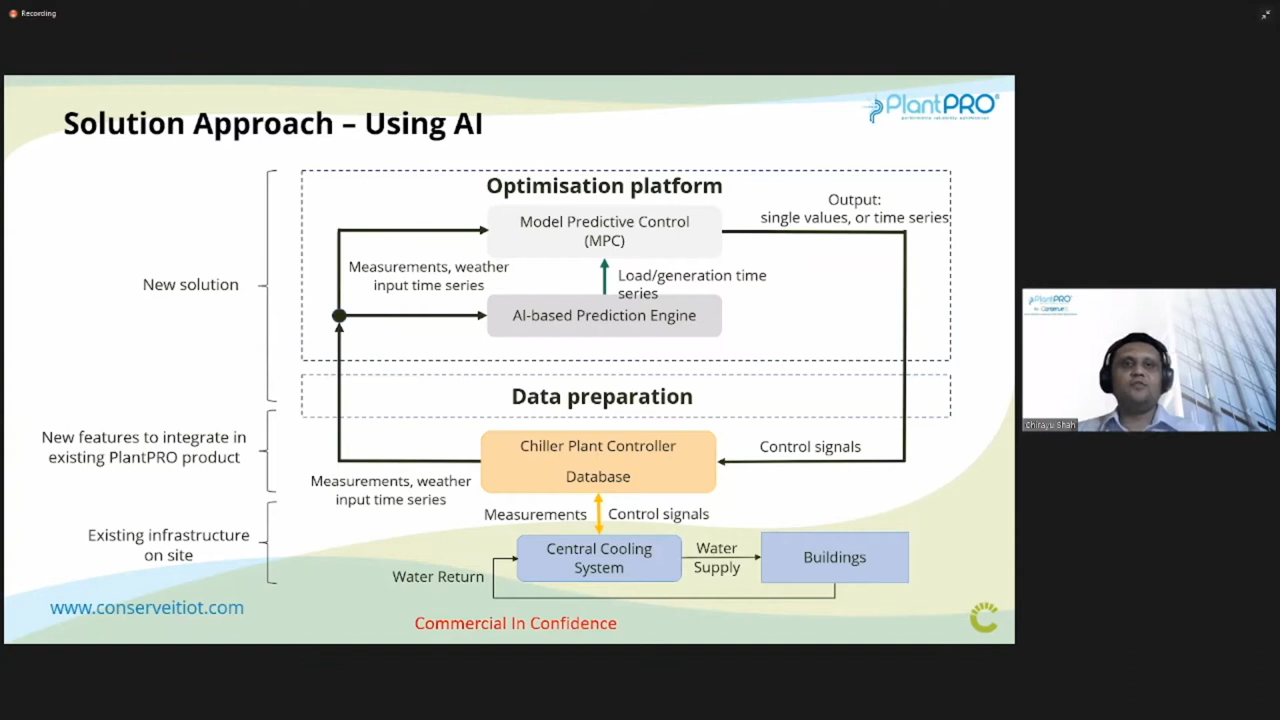 Recording
Solution Approach – Using AI
PlantPRO®
Optimisation platform
Model Predictive Control
(MPC)
Output:
single values, or time series
Measurements, weather
input time series
Load/generation time
series
AI-based Prediction Engine
New solution
Data preparation
New features to integrate in
existing PlantPRO product
Chiller Plant Controller
Database
Control signals
Measurements, weather
input time series
Measurements
Control signals
Existing infrastructure
on site
Central Cooling
System
Water
Supply
Buildings
Water Return
www.conserveitiot.com
Commercial In Confidence
PlantPRO
Chirayu Shah